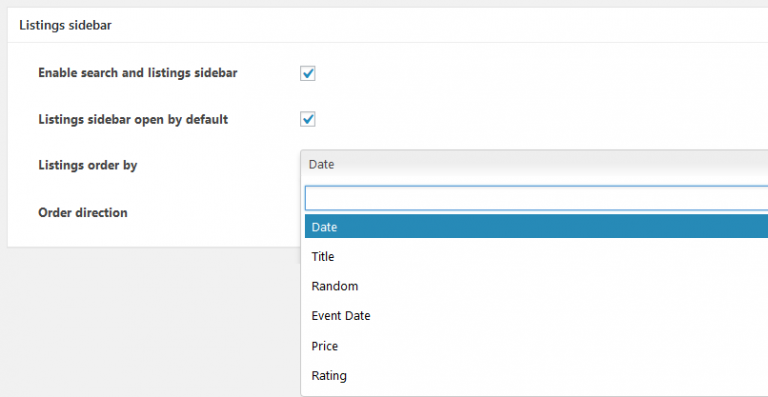 Listings sidebar
Enable search and listings sidebar
Listings sidebar open by default
Listings order by
Date
Order direction
Date
Title
Random
Event Date
Price
Rating